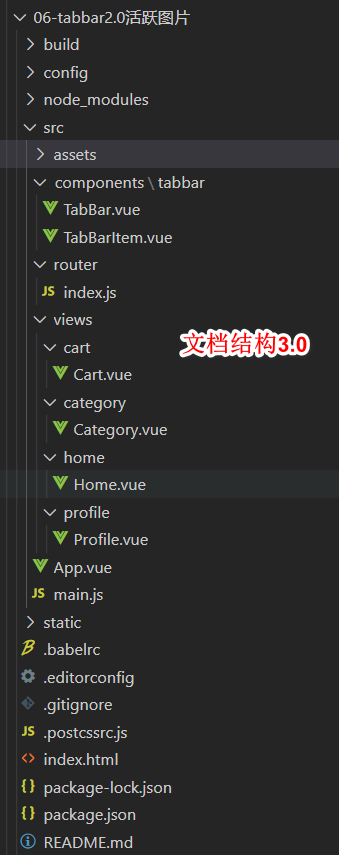 06-tabbar2.0活跃图片
build
config
node_modules
src
assets
components \ tabbar
TabBar.vue
TabBarItem.vue
router
JS index.js
views
文档结构3.0
cart
Cart.vue
category
Category.vue
home
Home.vue
profile
Profile.vue
App.vue
JS main.js
static
.babelrc
.editorconfig
.gitignore
JS .postcssrc.js
index.html
package-lock.json
package.json
README.md